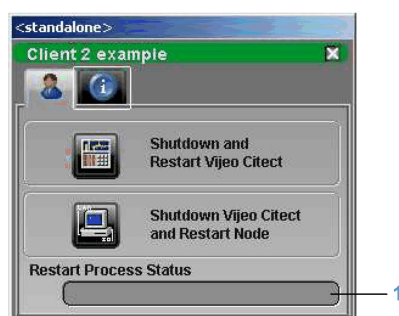 <standalone>
Client 2 example
Shutdown and
Restart Vijeo Citect
Shutdown Vijeo Citect
and Restart Node
Restart Process Status
1